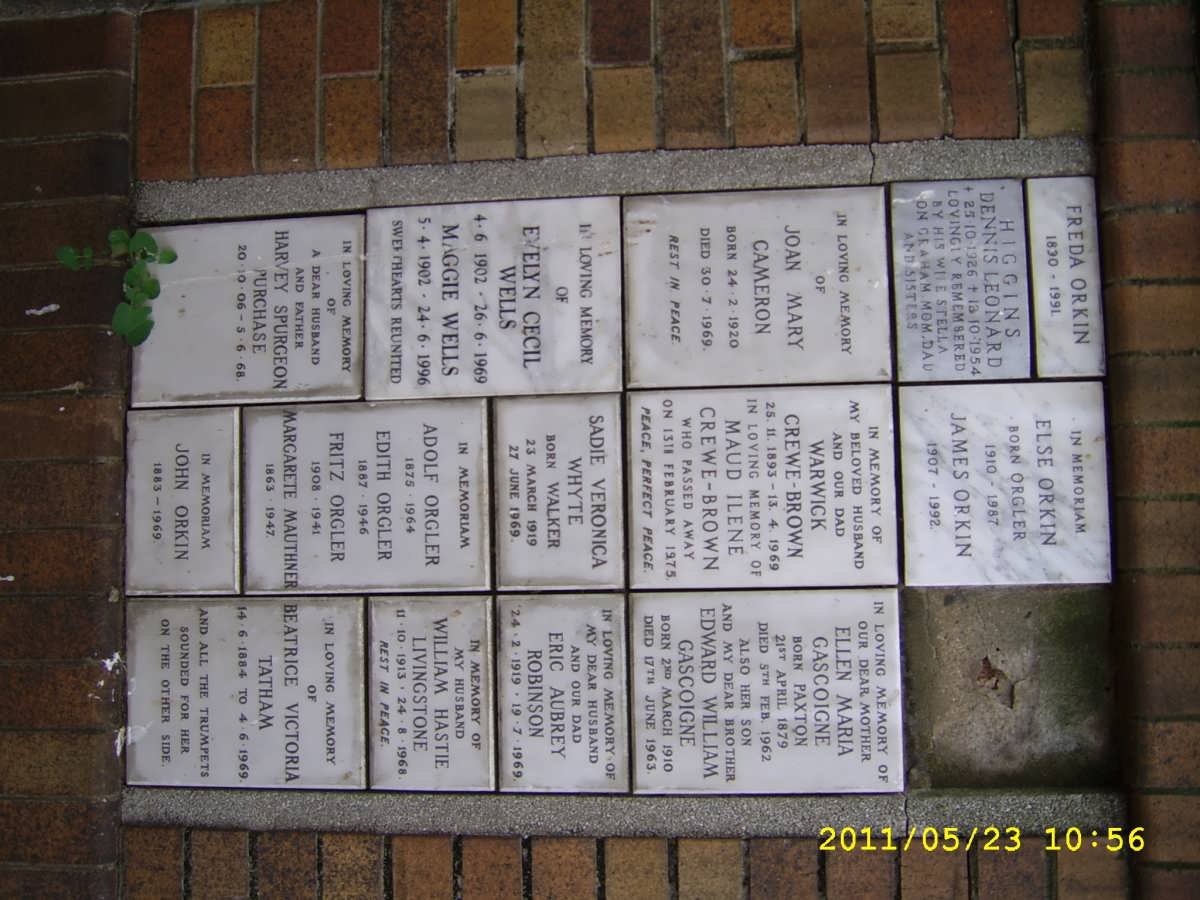 FREDA ORKIN
1890 - 1991.
HIGGINS
DENNIS LEONARD
+ 25·10·1926 + 13·10·1954
LOVINGLY REMEMBERED
BY HIS WIFE STELLA
SON GRAHAM, MOM, DAD
AND SISTERS
IN MEMORIAM
ELSE ORKIN
BORN ORGLER
1910 - 1987.
JAMES ORKIN
1907 - 1992.
IN LOVING MEMORY
OF
JOAN MARY
CAMERON
BORN 24·2·1920
DIED 30·7·1969.
REST IN PEACE.
IN MEMORY OF
MY BELOVED HUSBAND
AND OUR DAD
WARWICK
CREWE-BROWN
25. 11. 1893 - 13. 4. 1969
IN LOVING MEMORY OF
MAUD ILENE
CREWE-BROWN
WHO PASSED AWAY
ON 13TH FEBRUARY 1975.
PEACE, PERFECT PEACE.
IN LOVING MEMORY OF
OUR DEAR MOTHER
ELLEN MARIA
GASCOIGNE
BORN PAXTON
21ST APRIL 1879
DIED 5TH FEB. 1962
ALSO HER SON
AND MY DEAR BROTHER
EDWARD WILLIAM
GASCOIGNE
BORN 2ND MARCH 1910
DIED 17TH JUNE 1963.
IN LOVING MEMORY
OF
EVELYN CECIL
WELLS
4·6·1902 - 26·6·1969
MAGGIE WELLS
5·4·1902 - 24·6·1996
SWEETHEARTS REUNITED
SADIE VERONICA
WHYTE
BORN WALKER
23 MARCH 1919
27 JUNE 1969.
IN LOVING MEMORY OF
MY DEAR HUSBAND
AND OUR DAD
ERIC AUBREY
ROBINSON
24·2·1919 - 19·7·1969.
IN MEMORIAM
ADOLF ORGLER
1875 - 1964
EDITH ORGLER
1887 - 1946
FRITZ ORGLER
1908 - 1941
MARGARETE MAUTHNER
1863 - 1947.
IN MEMORY OF
MY HUSBAND
WILLIAM HASTIE
LIVINGSTONE
11·10·1913 - 24·8·1968.
REST IN PEACE.
IN LOVING MEMORY
OF
A DEAR HUSBAND
AND FATHER
HARVEY SPURGEON
PURCHASE
20·10·06 - 5·6·68.
IN MEMORIAM
JOHN ORKIN
1883 - 1969.
IN LOVING MEMORY
OF
BEATRICE VICTORIA
TATHAM
14·6·1884 TO 4·6·1969.
AND ALL THE TRUMPETS
SOUNDED FOR HER
ON THE OTHER SIDE.
2011/05/23 10:56